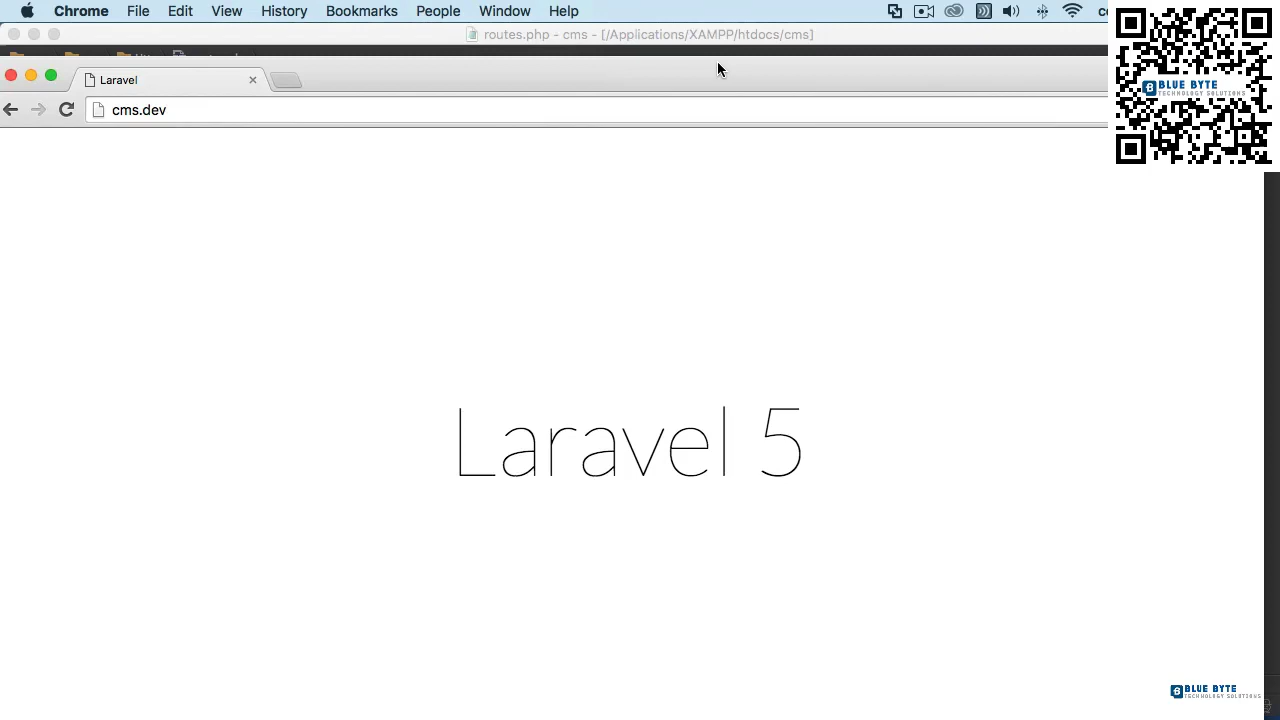 Chrome File Edit View History Bookmarks People Window Help
routes.php - cms - [/Applications/XAMPP/htdocs/cms]
Laravel
cms.dev
BLUE BYTE
TECHNOLOGY SOLUTIONS
Laravel 5
BLUE BYTE
TECHNOLOGY SOLUTIONS